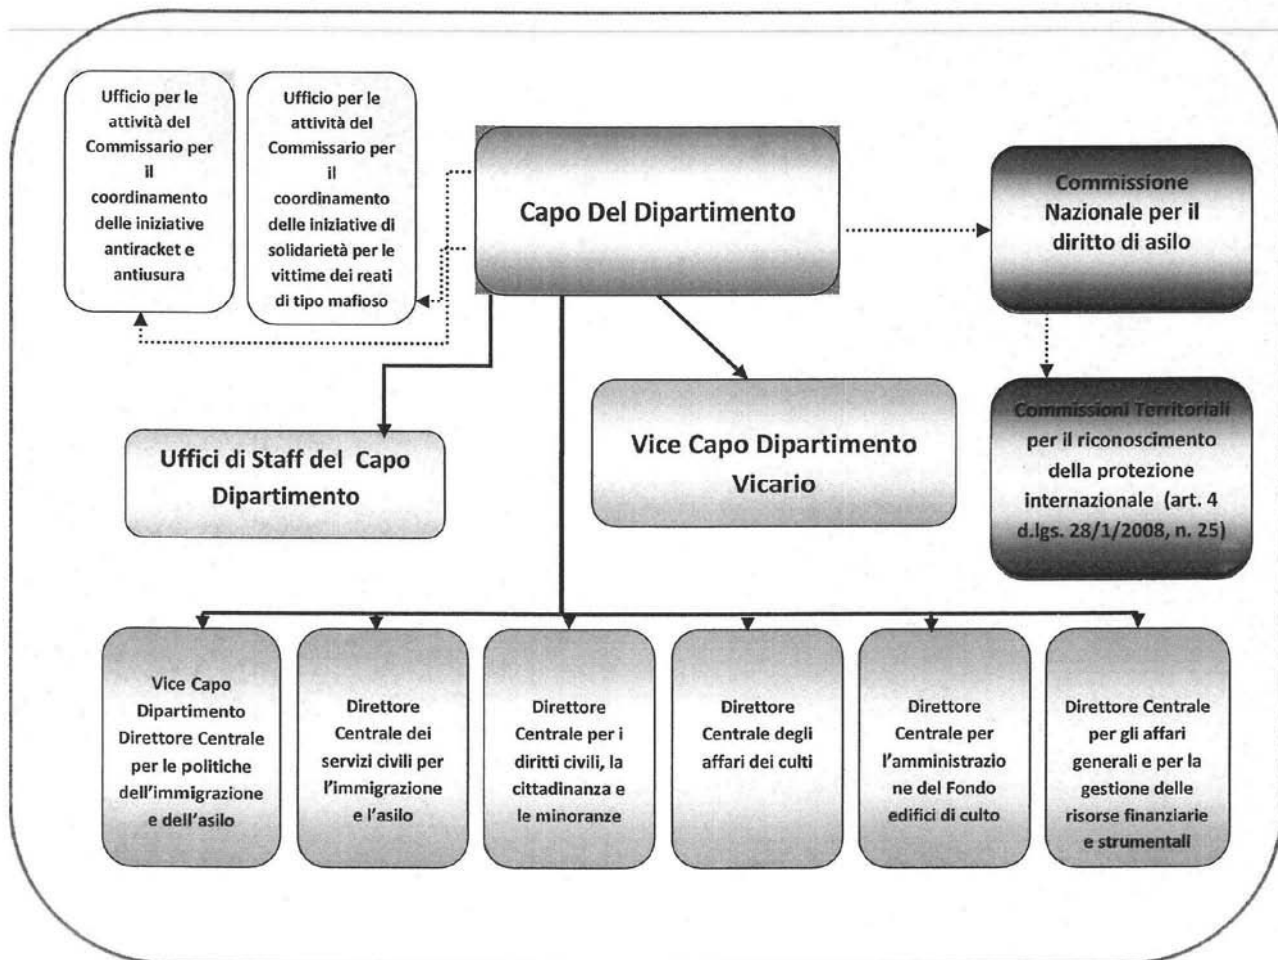 Ufficio per le
attività del
Commissario per
il
coordinamento
delle iniziative
antiracket e
antiusura
Ufficio per le
attività del
Commissario per
il
coordinamento
delle iniziative di
solidarietà per le
vittime dei reati
di tipo mafioso
Capo Del Dipartimento
Commissione
Nazionale per il
diritto di asilo
Uffici di Staff del Capo
Dipartimento
Vice Capo Dipartimento
Vicario
Commissioni Territoriali
per il riconoscimento
della protezione
internazionale (art. 4
d.lgs. 28/1/2008, n. 25)
Vice Capo
Dipartimento
Direttore Centrale
per le politiche
dell'immigrazione
e dell'asilo
Direttore
Centrale dei
servizi civili per
l'immigrazione
e l'asilo
Direttore
Centrale per i
diritti civili, la
cittadinanza e
le minoranze
Direttore
Centrale degli
affari dei culti
Direttore
Centrale per
l'amministrazio
ne del Fondo
edifici di culto
Direttore Centrale
per gli affari
generali e per la
gestione delle
risorse finanziarie
e strumentali